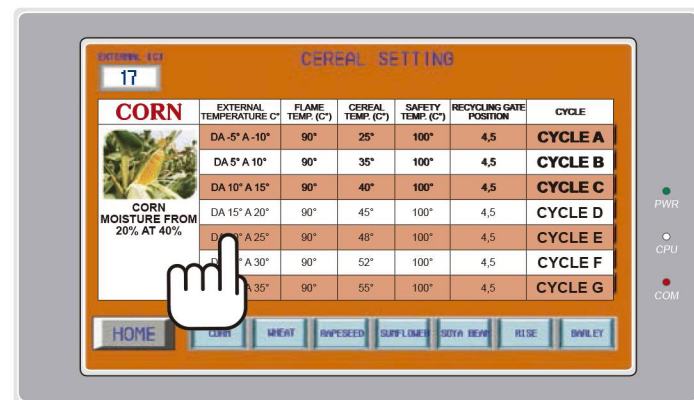 EXTERNAL (C)
17
CEREAL SETTING
CORN
EXTERNAL TEMPERATURE C° FLAME TEMP. (C°) CEREAL TEMP. (C°) SAFETY TEMP. (C°) RECYCLING GATE POSITION CYCLE
DA -5° A -10° 90° 25° 100° 4,5 CYCLE A
DA 5° A 10° 90° 35° 100° 4,5 CYCLE B
DA 10° A 15° 90° 40° 100° 4,5 CYCLE C
CORN
MOISTURE FROM
20% AT 40%
DA 15° A 20° 90° 45° 100° 4,5 CYCLE D
A 25° 90° 48° 100° 4,5 CYCLE E
A 30° 90° 52° 100° 4,5 CYCLE F
A 35° 90° 55° 100° 4,5 CYCLE G
HOME CORN WHEAT RAPESEED SUNFLOWER SOYA BEAN RISE BARLEY
PWR
CPU
COM